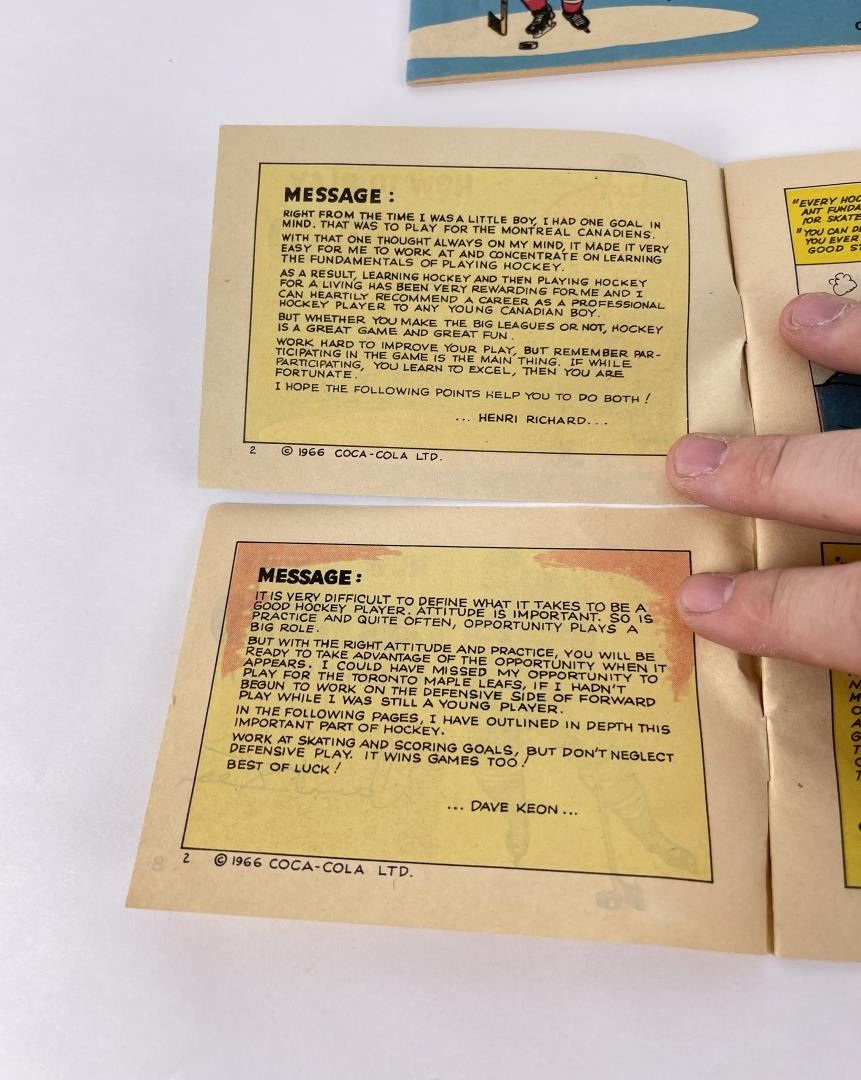 MESSAGE :
RIGHT FROM THE TIME I WAS A LITTLE BOY, I HAD ONE GOAL IN
MIND. THAT WAS TO PLAY FOR THE MONTREAL CANADIENS.
WITH THAT ONE THOUGHT ALWAYS ON MY MIND, IT MADE IT VERY
EASY FOR ME TO WORK AT AND CONCENTRATE ON LEARNING
THE FUNDAMENTALS OF PLAYING HOCKEY.
AS A RESULT, LEARNING HOCKEY AND THEN PLAYING HOCKEY
FOR A LIVING HAS BEEN VERY REWARDING FOR ME AND I
CAN HEARTILY RECOMMEND A CAREER AS A PROFESSIONAL
HOCKEY PLAYER TO ANY YOUNG CANADIAN BOY.
BUT WHETHER YOU MAKE THE BIG LEAGUES OR NOT, HOCKEY
IS A GREAT GAME AND GREAT FUN.
WORK HARD TO IMPROVE YOUR PLAY, BUT REMEMBER PAR-
TICIPATING IN THE GAME IS THE MAIN THING. IF WHILE
PARTICIPATING, YOU LEARN TO EXCEL, THEN YOU ARE
FORTUNATE.
I HOPE THE FOLLOWING POINTS HELP YOU TO DO BOTH!
... HENRI RICHARD...
2 © 1966 COCA-COLA LTD.
"EVERY HOC
ANT FUNDA
FOR SKATE
"YOU CAN DE
YOU EVER
GOOD ST
MESSAGE :
IT IS VERY DIFFICULT TO DEFINE WHAT IT TAKES TO BE A
GOOD HOCKEY PLAYER. ATTITUDE IS IMPORTANT. SO IS
PRACTICE AND QUITE OFTEN, OPPORTUNITY PLAYS A
BIG ROLE.
BUT WITH THE RIGHT ATTITUDE AND PRACTICE, YOU WILL BE
READY TO TAKE ADVANTAGE OF THE OPPORTUNITY WHEN IT
APPEARS. I COULD HAVE MISSED MY OPPORTUNITY TO
PLAY FOR THE TORONTO MAPLE LEAFS, IF I HADN'T
BEGUN TO WORK ON THE DEFENSIVE SIDE OF FORWARD
PLAY WHILE I WAS STILL A YOUNG PLAYER.
IN THE FOLLOWING PAGES, I HAVE OUTLINED IN DEPTH THIS
IMPORTANT PART OF HOCKEY.
WORK AT SKATING AND SCORING GOALS, BUT DON'T NEGLECT
DEFENSIVE PLAY. IT WINS GAMES TOO!
BEST OF LUCK!
... DAVE KEON ...
2 © 1966 COCA-COLA LTD.